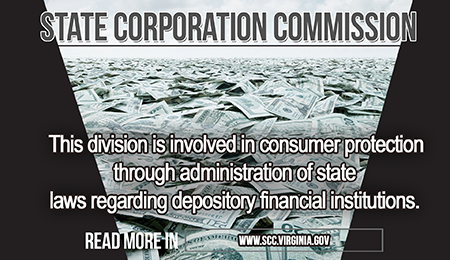 STATE CORPORATION COMMISSION
This division is involved in consumer protection
through administration of state
laws regarding depository financial institutions.
READ MORE IN WWW.SCC.VIRGINIA.GOV